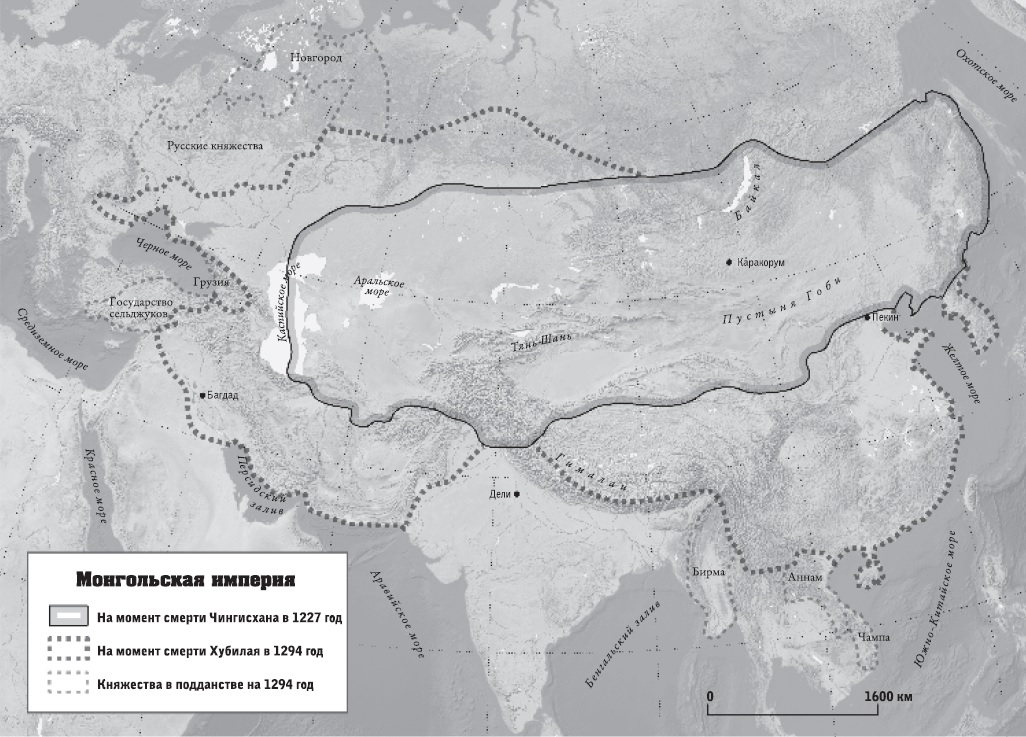 Новгород
Охотское море
Русские княжества
Байкал
Черное море
Каракорум
Грузия
Каспийское море
Аральское
море
Пустыня Гоби
Государство
сельджуков
Пекин
Средиземное море
Тянь-Шань
Желтое море
Багдад
Красное море
Персидский
залив
Гималаи
Дели
Аравийское море
Бенгальский залив
Бирма
Аннам
Чампа
Южно-Китайское море
Монгольская империя
На момент смерти Чингисхана в 1227 год
На момент смерти Хубилая в 1294 год
Княжества в подданстве на 1294 год
0 1600 км